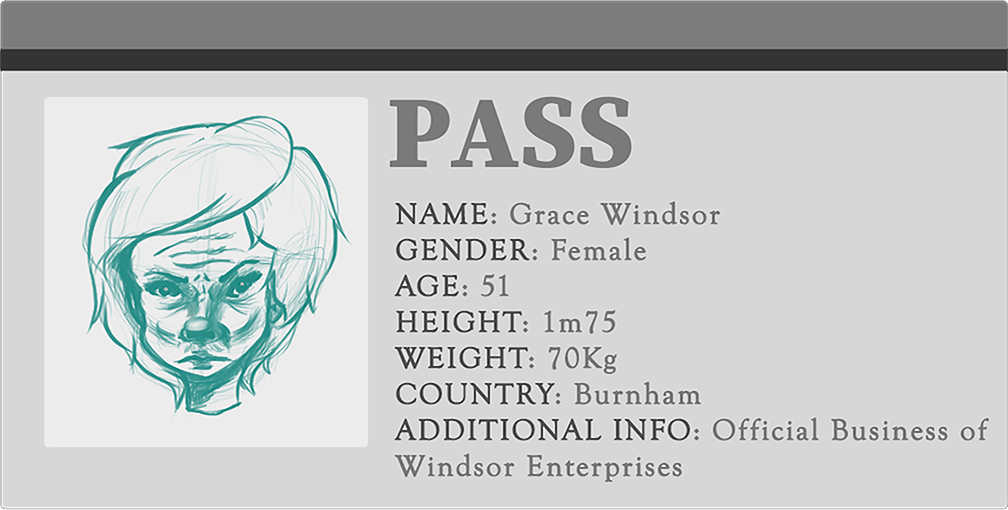 PASS
NAME: Grace Windsor
GENDER: Female
AGE: 51
HEIGHT: 1m75
WEIGHT: 70Kg
COUNTRY: Burnham
ADDITIONAL INFO: Official Business of
Windsor Enterprises